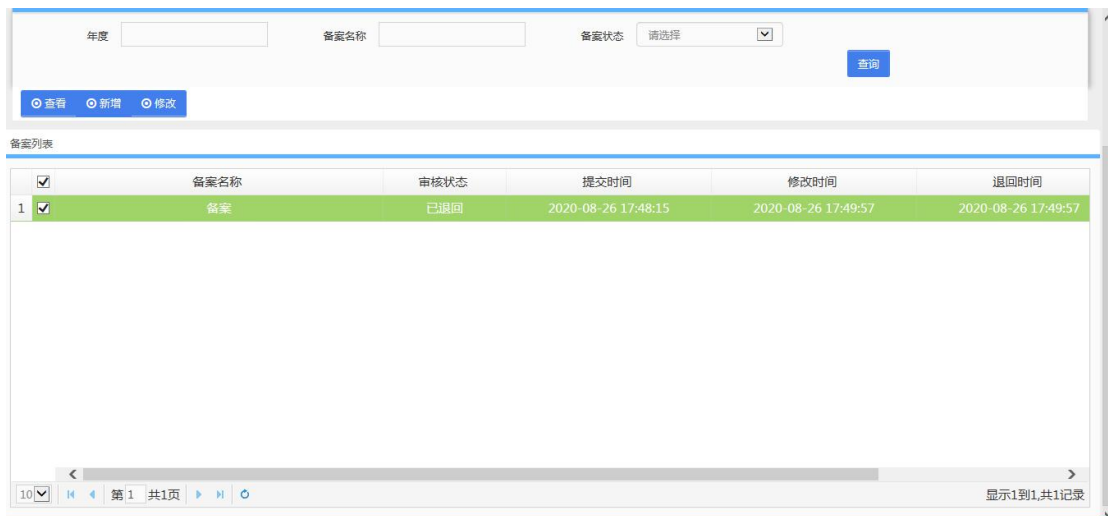 年度 备案名称 备案状态 请选择
查询
查看 新增 修改
备案列表
备案名称 审核状态 提交时间 修改时间 退回时间
1 备案 已退回 2020-08-26 17:48:15 2020-08-26 17:49:57 2020-08-26 17:49:57
10 第 1 共1页 显示1到1,共1记录